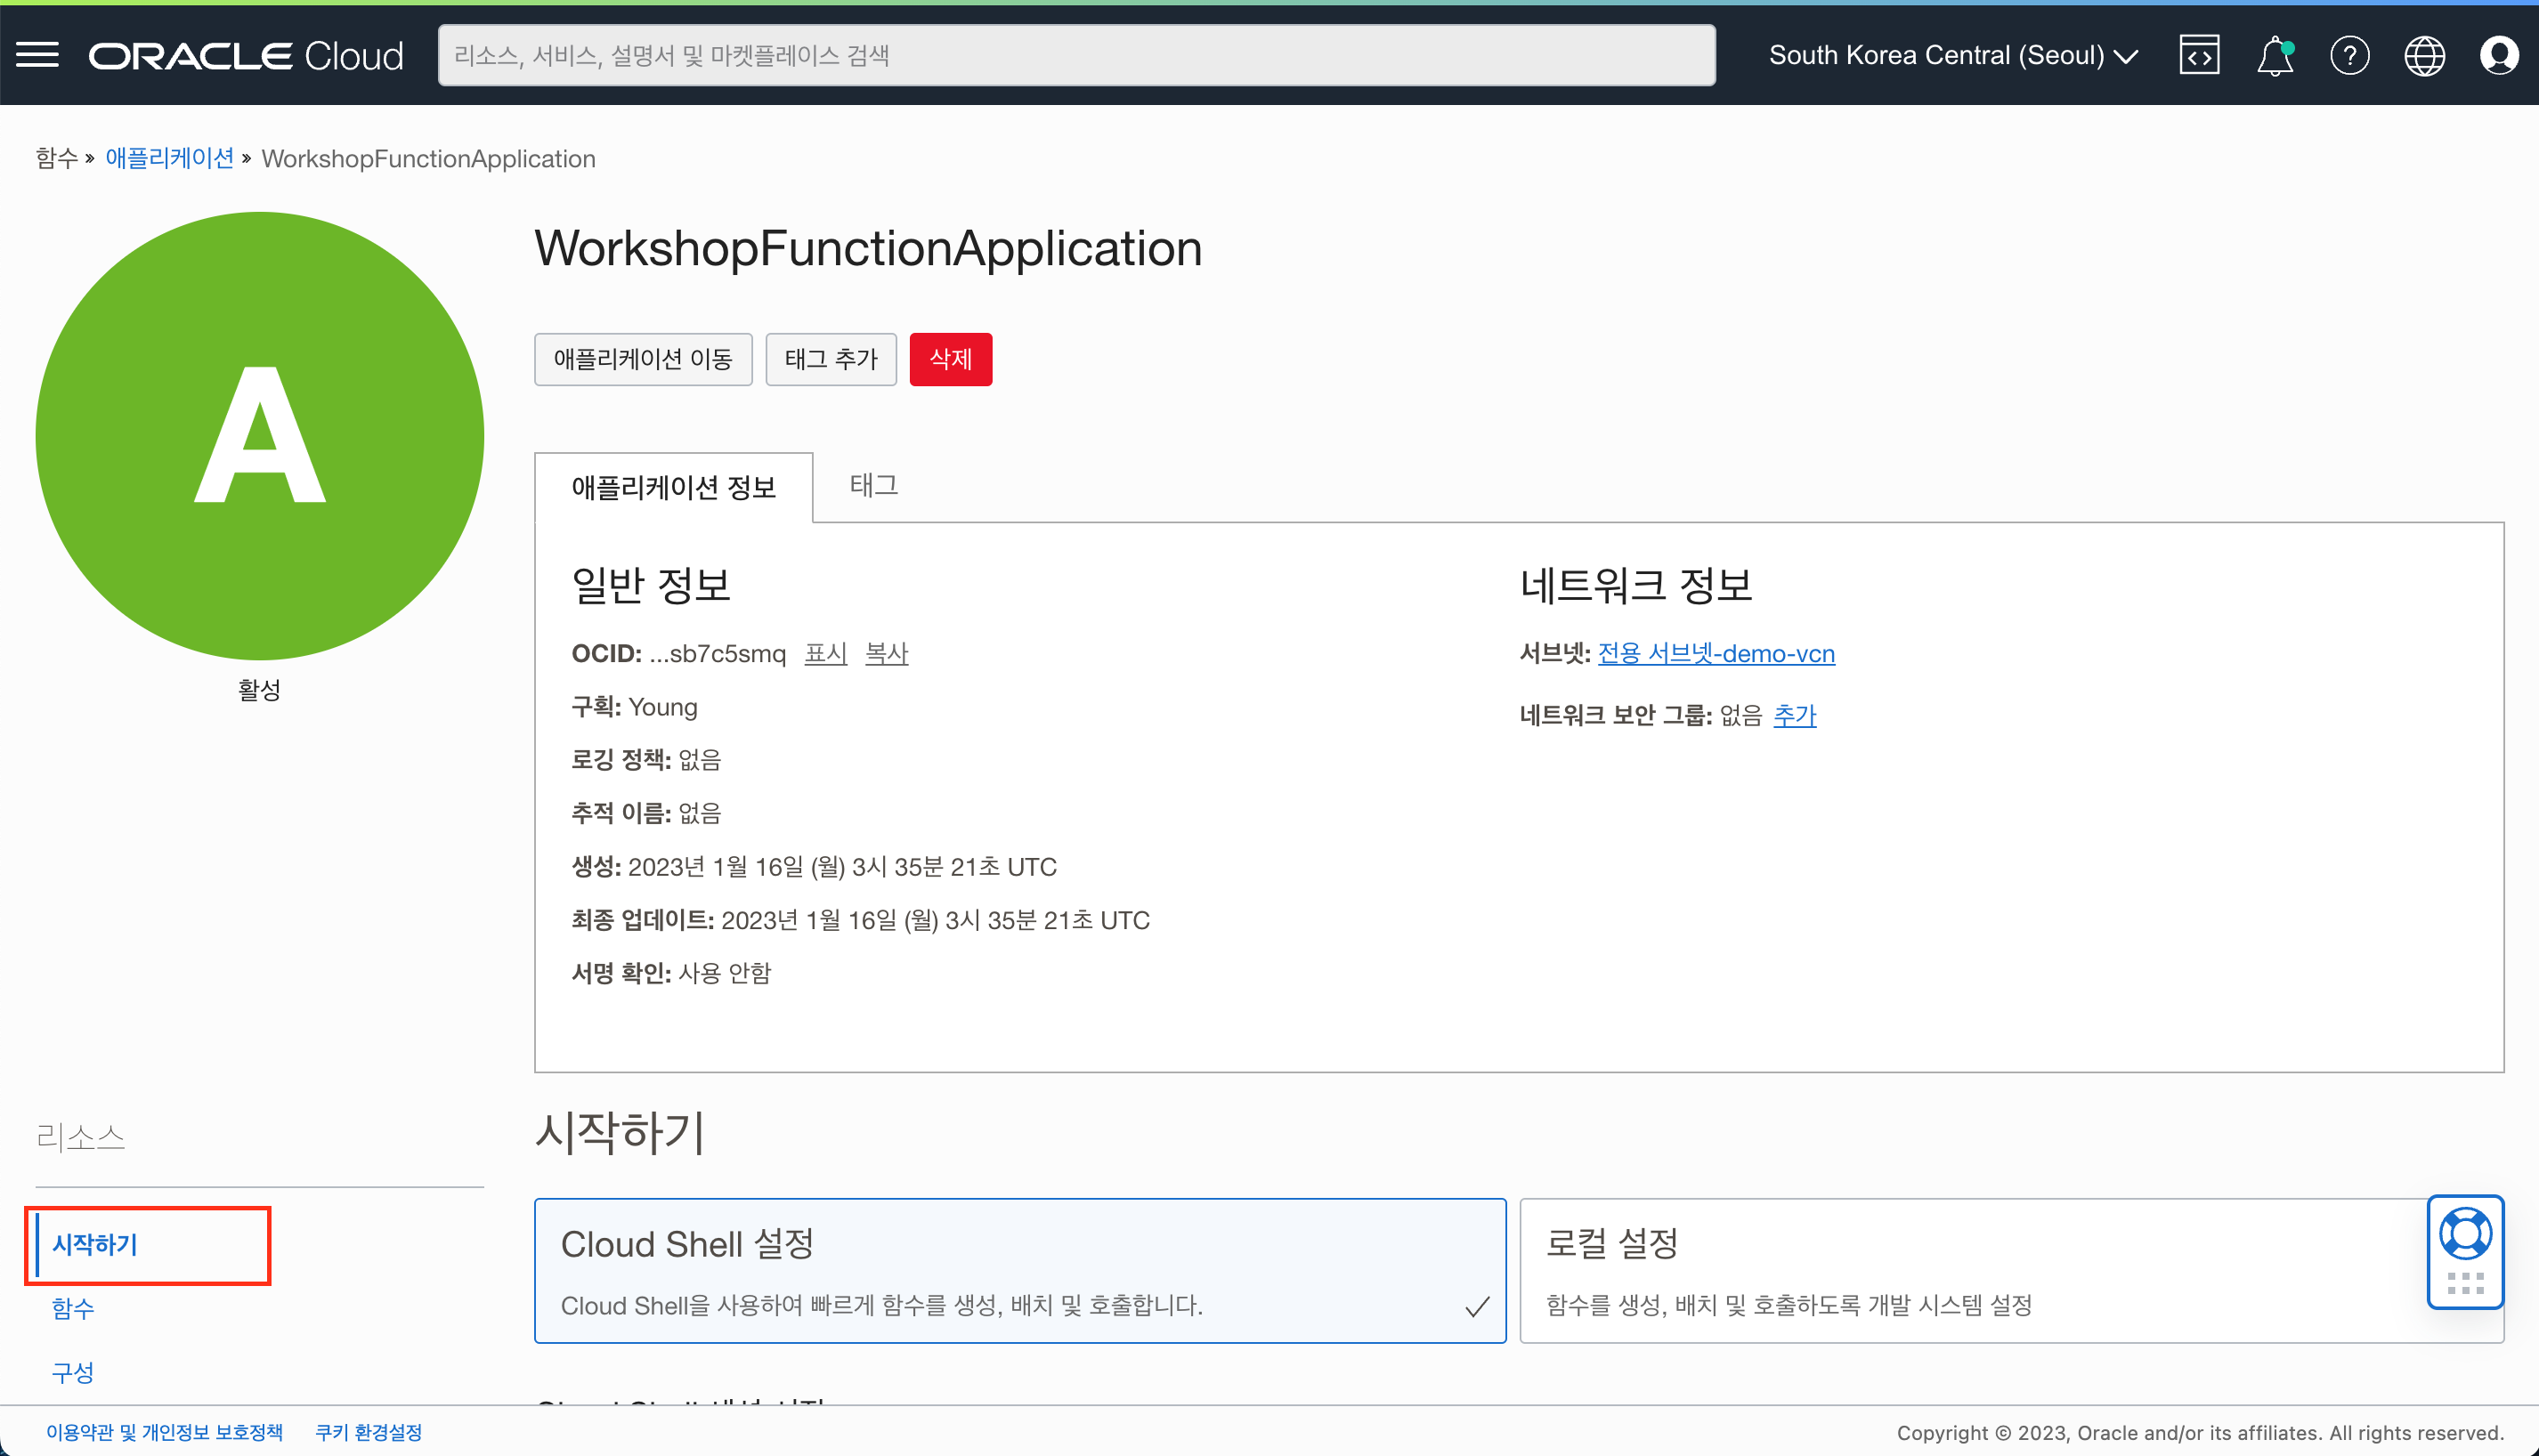 ORACLE Cloud
리소스, 서비스, 설명서 및 마켓플레이스 검색
South Korea Central (Seoul)
함수 » 애플리케이션 » WorkshopFunctionApplication
A
활성
WorkshopFunctionApplication
애플리케이션 이동
태그 추가
삭제
애플리케이션 정보
태그
일반 정보
OCID: ...sb7c5smq 표시 복사
구획: Young
로깅 정책: 없음
추적 이름: 없음
생성: 2023년 1월 16일 (월) 3시 35분 21초 UTC
최종 업데이트: 2023년 1월 16일 (월) 3시 35분 21초 UTC
서명 확인: 사용 안함
네트워크 정보
서브넷: 전용 서브넷-demo-vcn
네트워크 보안 그룹: 없음 추가
리소스
시작하기
함수
구성
시작하기
Cloud Shell 설정
Cloud Shell을 사용하여 빠르게 함수를 생성, 배치 및 호출합니다.
로컬 설정
함수를 생성, 배치 및 호출하도록 개발 시스템 설정
이용약관 및 개인정보 보호정책
쿠키 환경설정
Copyright © 2023, Oracle and/or its affiliates. All rights reserved.